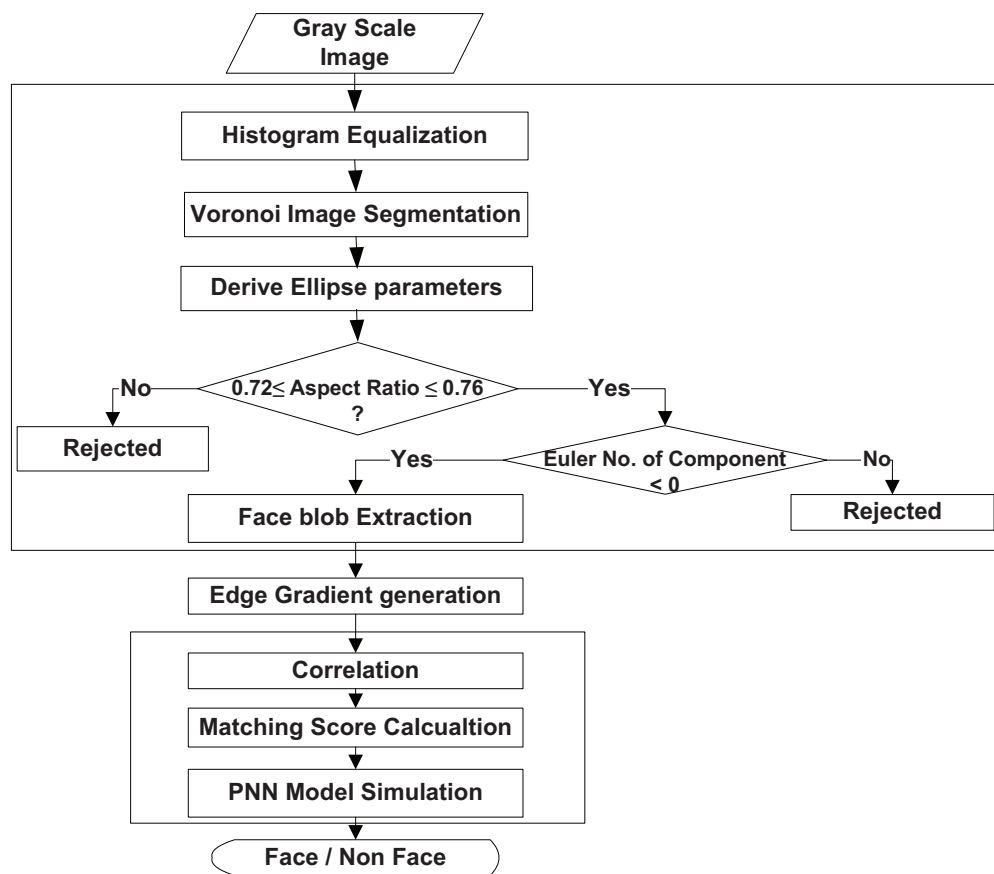 Gray Scale
Image
Histogram Equalization
Voronoi Image Segmentation
Derive Ellipse parameters
0.72≤ Aspect Ratio ≤ 0.76
?
No
Yes
Rejected
Euler No. of Component
< 0
Yes
No
Face blob Extraction
Rejected
Edge Gradient generation
Correlation
Matching Score Calcualtion
PNN Model Simulation
Face / Non Face